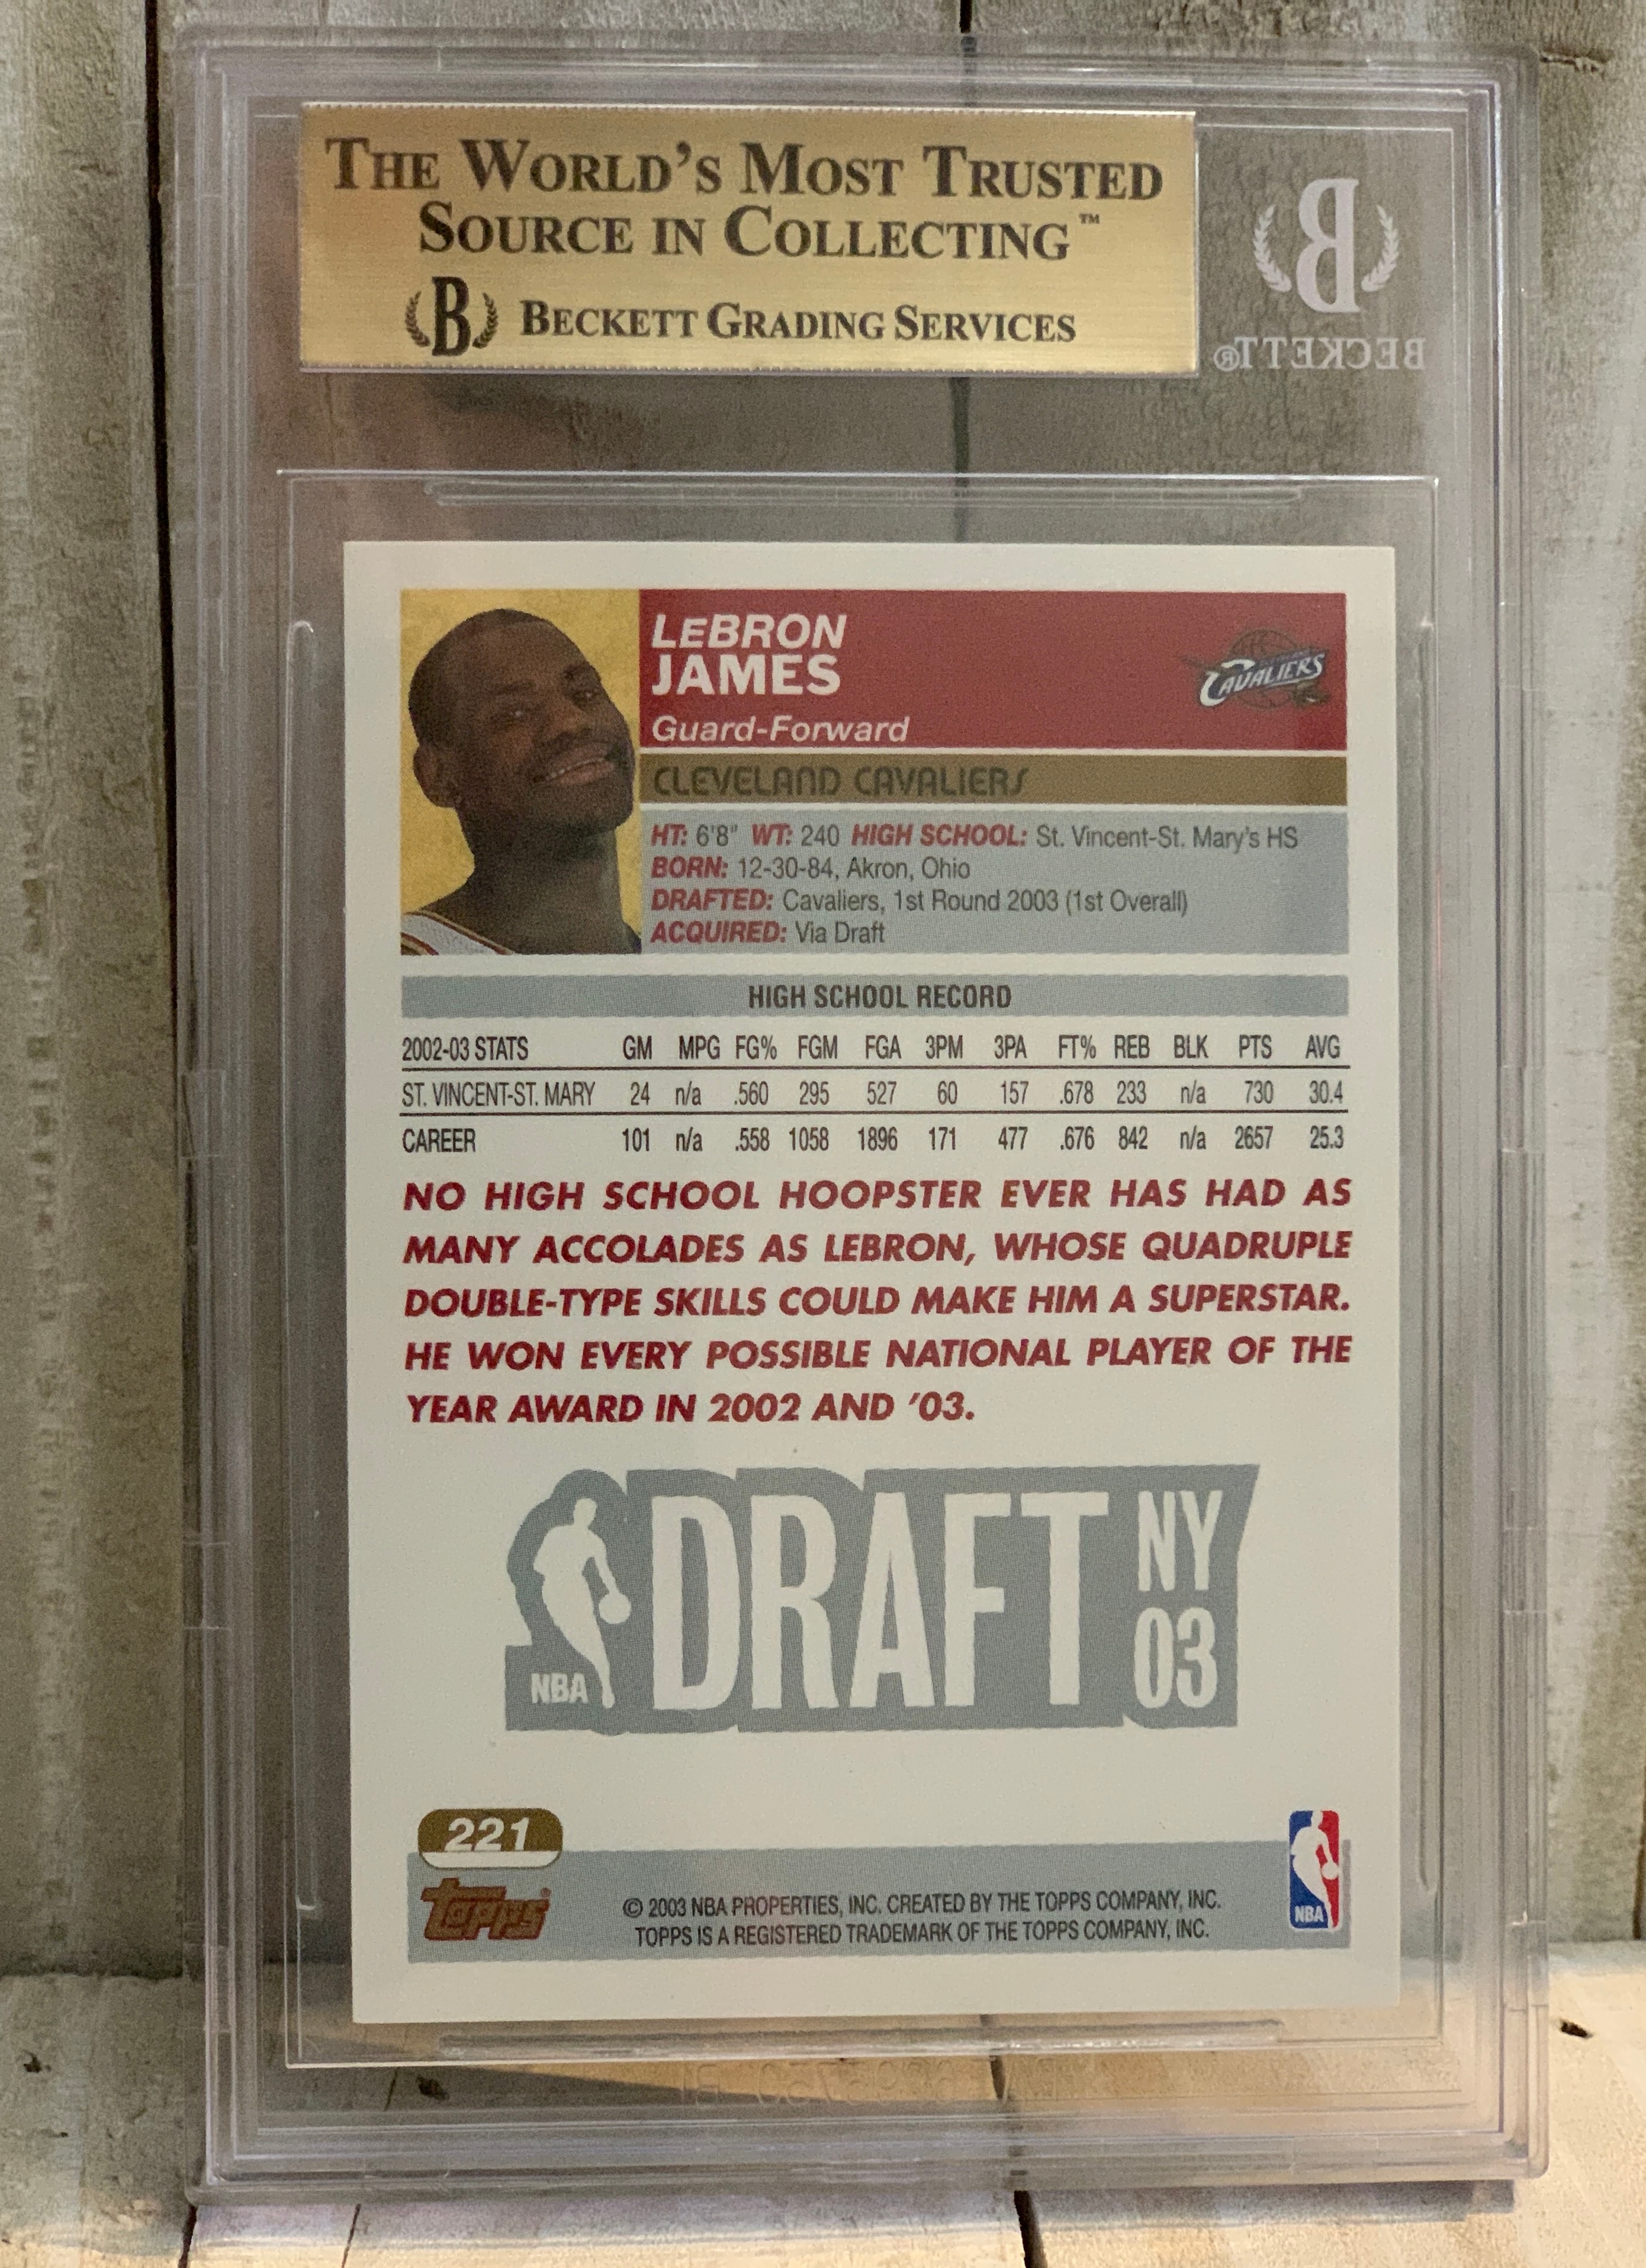 THE WORLD'S MOST TRUSTED
SOURCE IN COLLECTING™
B BECKETT GRADING SERVICES
B
BECKETT®
LEBRON
JAMES
Guard-Forward
CAVALIERS
CLEVELAND CAVALIERS
HT: 6'8" WT: 240 HIGH SCHOOL: St. Vincent-St. Mary's HS
BORN: 12-30-84, Akron, Ohio
DRAFTED: Cavaliers, 1st Round 2003 (1st Overall)
ACQUIRED: Via Draft
HIGH SCHOOL RECORD
2002-03 STATS GM MPG FG% FGM FGA 3PM 3PA FT% REB BLK PTS AVG
ST. VINCENT-ST. MARY 24 n/a .560 295 527 60 157 .678 233 n/a 730 30.4
CAREER 101 n/a .558 1058 1896 171 477 .676 842 n/a 2657 25.3
NO HIGH SCHOOL HOOPSTER EVER HAS HAD AS
MANY ACCOLADES AS LEBRON, WHOSE QUADRUPLE
DOUBLE-TYPE SKILLS COULD MAKE HIM A SUPERSTAR.
HE WON EVERY POSSIBLE NATIONAL PLAYER OF THE
YEAR AWARD IN 2002 AND '03.
NBA DRAFT NY 03
221
Topps®
© 2003 NBA PROPERTIES, INC. CREATED BY THE TOPPS COMPANY, INC.
TOPPS IS A REGISTERED TRADEMARK OF THE TOPPS COMPANY, INC.
NBA